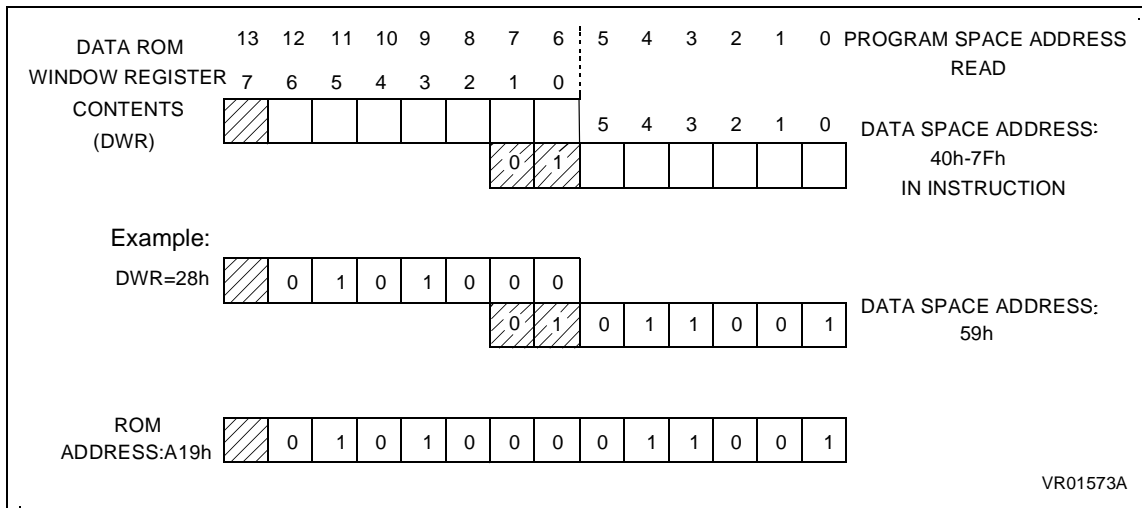 13 12 11 10 9 8 7 6 5 4 3 2 1 0 PROGRAM SPACE ADDRESS
READ
DATA ROM
WINDOW REGISTER 7 6 5 4 3 2 1 0
CONTENTS
(DWR)
5 4 3 2 1 0 DATA SPACE ADDRESS:
0 1 40h-7Fh
IN INSTRUCTION
Example:
DWR=28h 0 1 0 1 0 0 0
0 1 0 1 1 0 0 1 DATA SPACE ADDRESS:
59h
ROM
ADDRESS:A19h 0 1 0 1 0 0 0 0 1 1 0 0 1
VR01573A